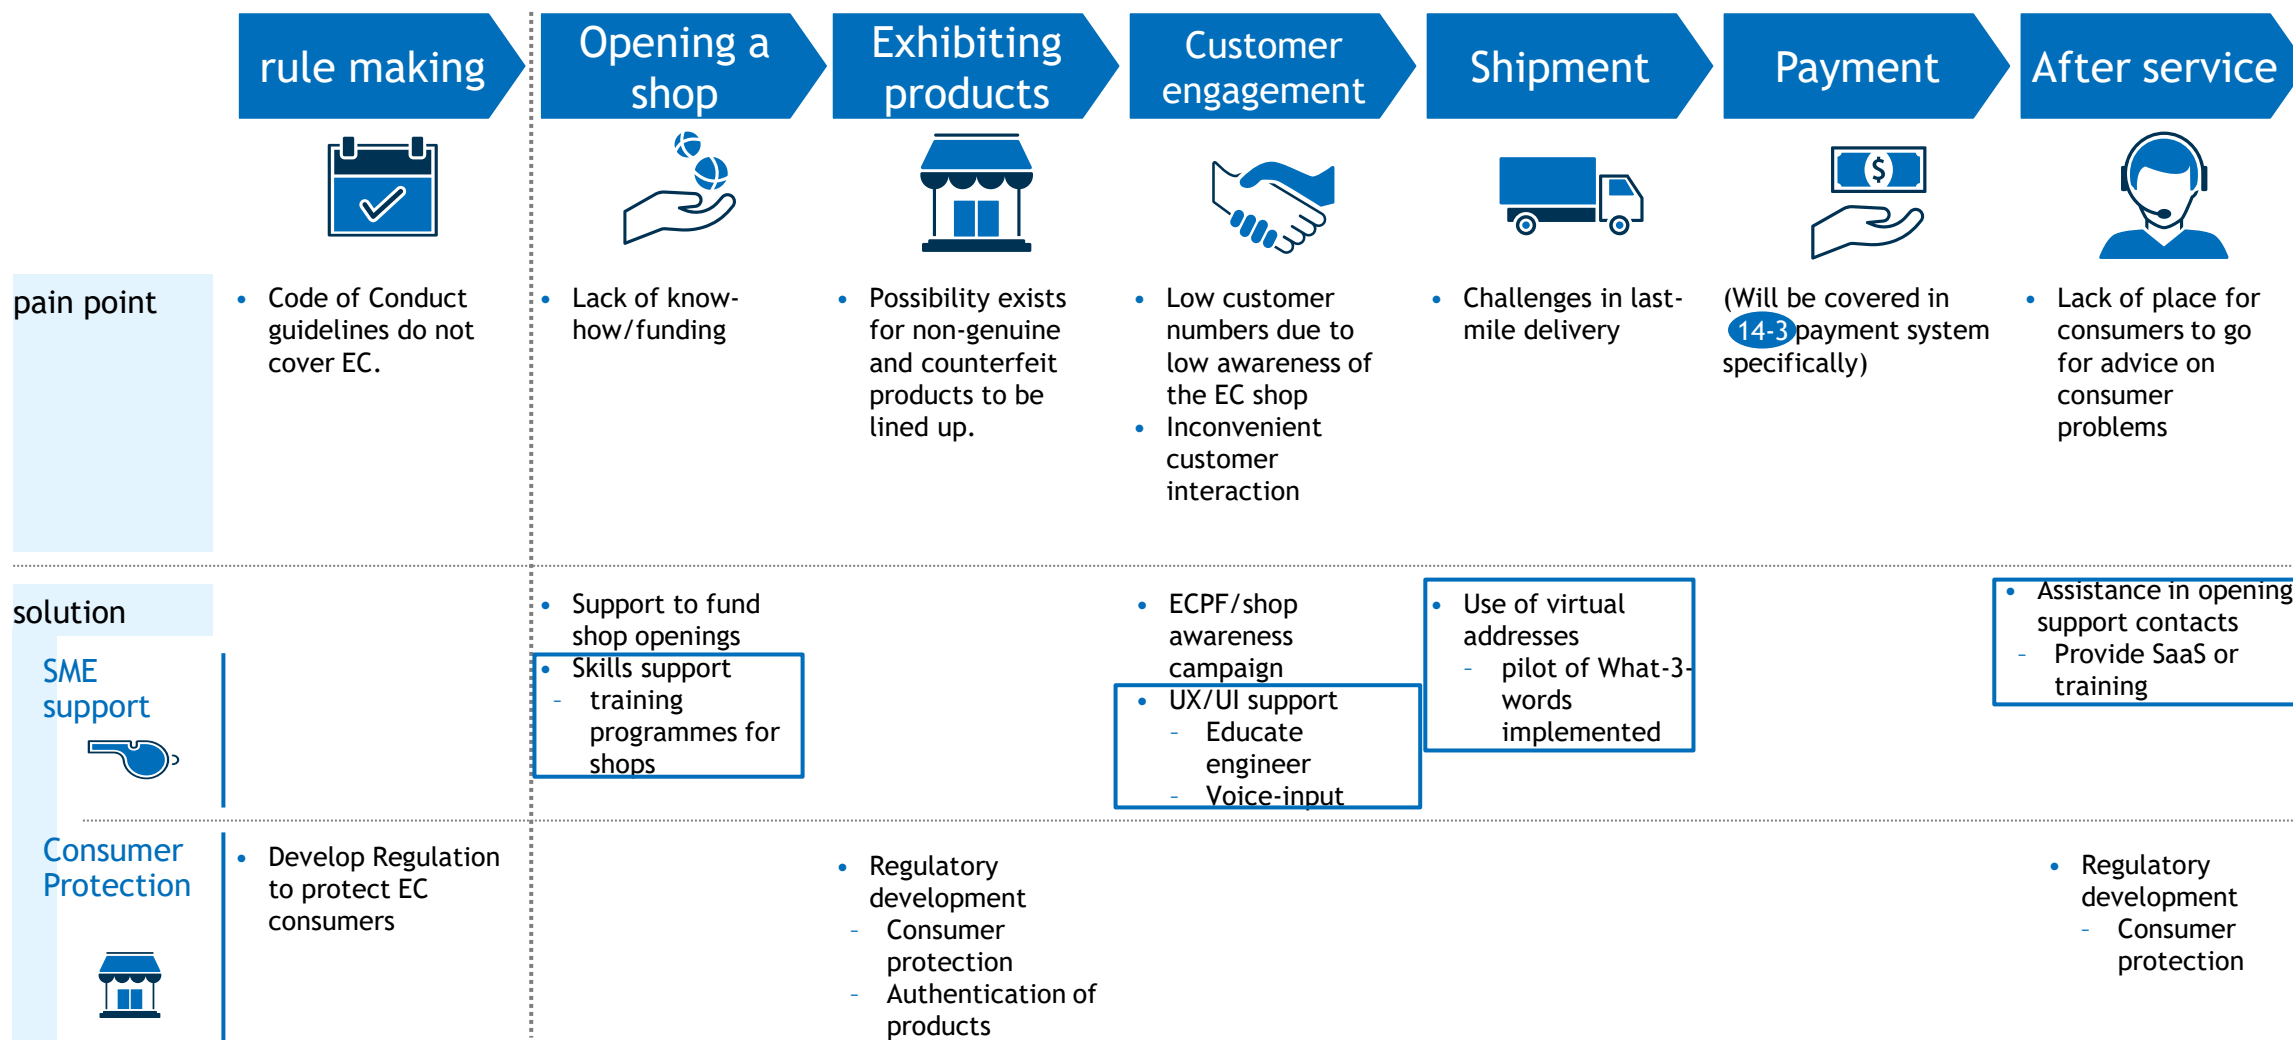 rule making
Opening a
shop
Exhibiting
products
Customer
engagement
Shipment
Payment
After service
$
pain point
• Code of Conduct
guidelines do not
cover EC.
• Lack of know-
how/funding
• Possibility exists
for non-genuine
and counterfeit
products to be
lined up.
• Low customer
numbers due to
low awareness of
the EC shop
• Inconvenient
customer
interaction
• Challenges in last-
mile delivery
(Will be covered in
14-3 payment system
specifically)
• Lack of place for
consumers to go
for advice on
consumer
problems
solution
SME
support
• Support to fund
shop openings
• Skills support
- training
programmes for
shops
• ECPF/shop
awareness
campaign
• UX/UI support
- Educate
engineer
- Voice-input
• Use of virtual
addresses
- pilot of What-3-
words
implemented
• Assistance in opening
support contacts
- Provide SaaS or
training
Consumer
Protection
• Develop Regulation
to protect EC
consumers
• Regulatory
development
- Consumer
protection
- Authentication of
products
• Regulatory
development
- Consumer
protection